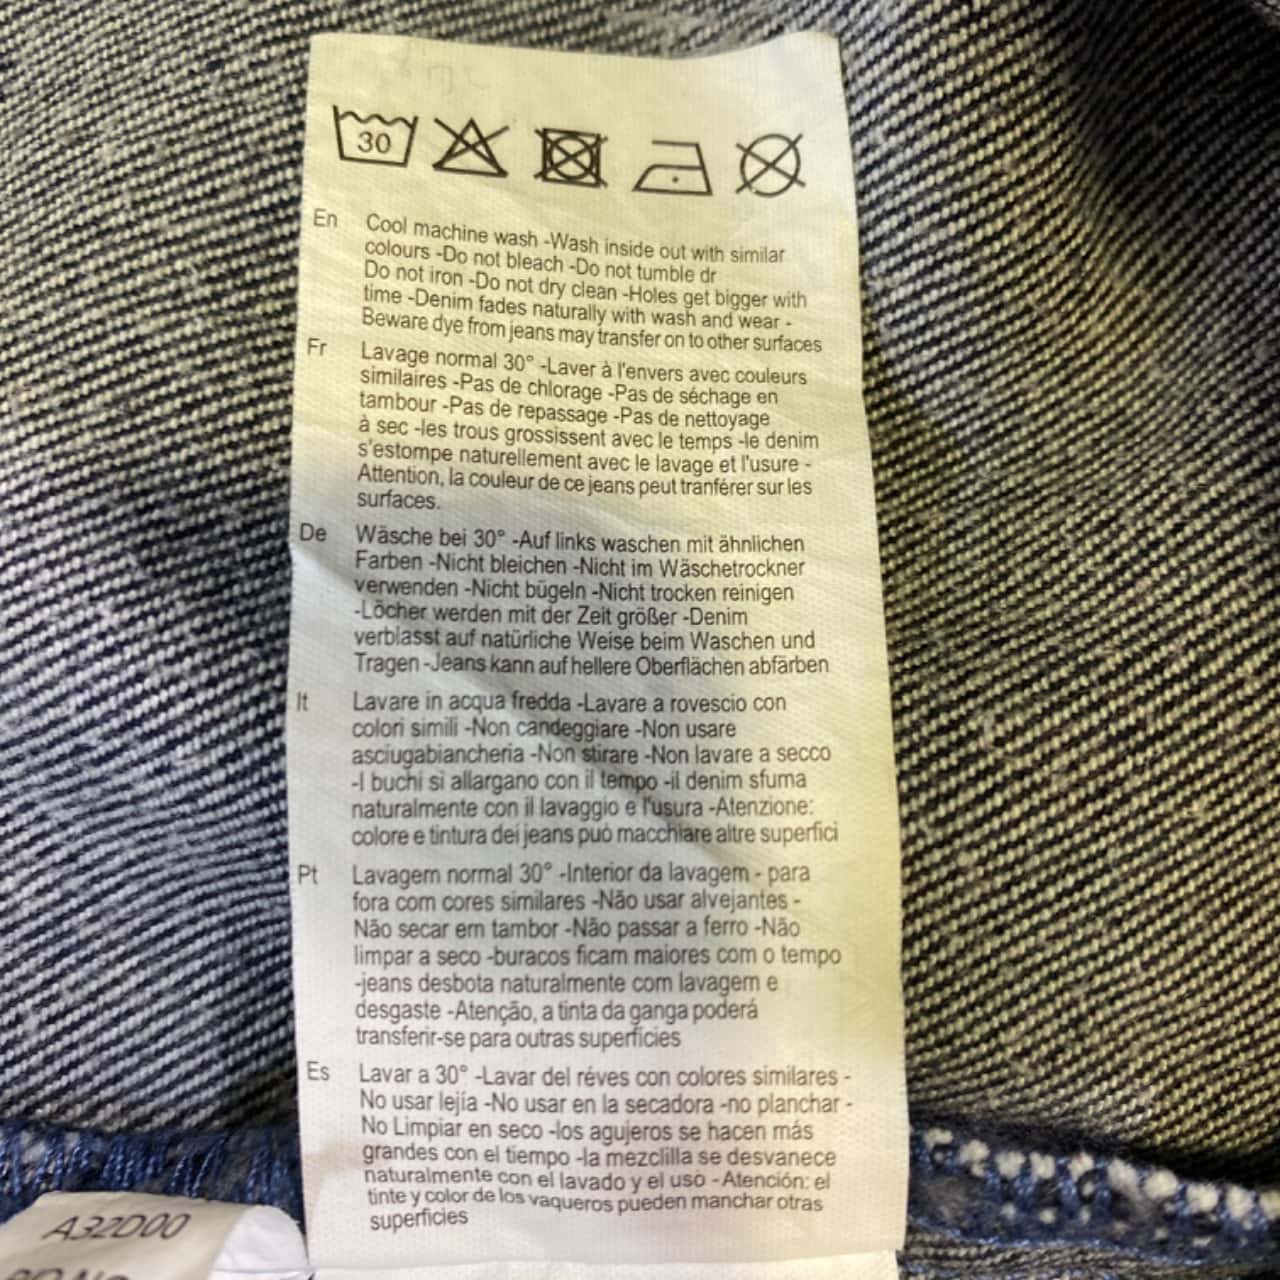 30
En Cool machine wash -Wash inside out with similar
colours -Do not bleach -Do not tumble dr
Do not iron -Do not dry clean -Holes get bigger with
time -Denim fades naturally with wash and wear -
Beware dye from jeans may transfer on to other surfaces
Fr Lavage normal 30° -Laver à l'envers avec couleurs
similaires -Pas de chlorage -Pas de séchage en
tambour -Pas de repassage -Pas de nettoyage
à sec -les trous grossissent avec le temps -le denim
s'estompe naturellement avec le lavage et l'usure -
Attention, la couleur de ce jeans peut tranférer sur les
surfaces.
De Wäsche bei 30° -Auf links waschen mit ähnlichen
Farben -Nicht bleichen -Nicht im Wäschetrockner
verwenden -Nicht bügeln -Nicht trocken reinigen
-Löcher werden mit der Zeit größer -Denim
verblasst auf natürliche Weise beim Waschen und
Tragen -Jeans kann auf hellere Oberflächen abfärben
It Lavare in acqua fredda -Lavare a rovescio con
colori simili -Non candeggiare -Non usare
asciugabiancheria -Non stirare -Non lavare a secco
-I buchi si allargano con il tempo -il denim sfuma
naturalmente con il lavaggio e l'usura -Atenzione:
colore e tintura dei jeans può macchiare altre superfici
Pt Lavagem normal 30° -Interior da lavagem - para
fora com cores similares -Não usar alvejantes -
Não secar em tambor -Não passar a ferro -Não
limpar a seco -buracos ficam maiores com o tempo
-jeans desbota naturalmente com lavagem e
desgaste -Atenção, a tinta da ganga poderá
transferir-se para outras superfícies
Es Lavar a 30° -Lavar del réves con colores similares -
No usar lejía -No usar en la secadora -no planchar -
No Limpiar en seco -los agujeros se hacen más
grandes con el tiempo -la mezclilla se desvanece
naturalmente con el lavado y el uso - Atención: el
tinte y color de los vaqueros pueden manchar otras
superficies
A32D00